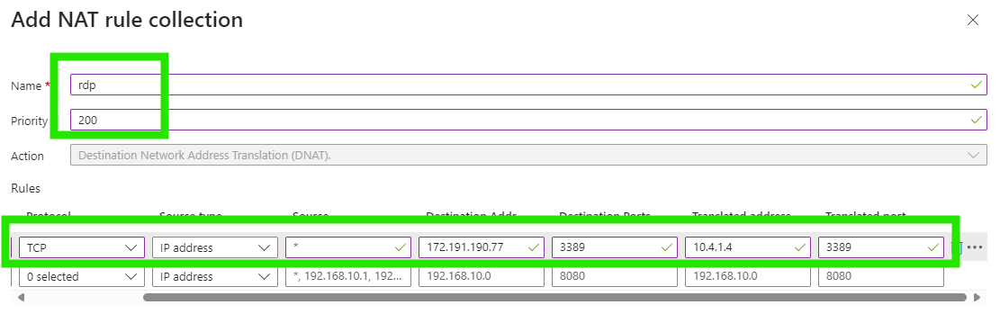 Add NAT rule collection
Name * rdp
Priority 200
Action Destination Network Address Translation (DNAT).
Rules
Protocol Source type Source Destination Addr Destination Ports Translated address Translated port
TCP IP address * 172.191.190.77 3389 10.4.1.4 3389
0 selected IP address *, 192.168.10.1, 192... 192.168.10.0 8080 192.168.10.0 8080